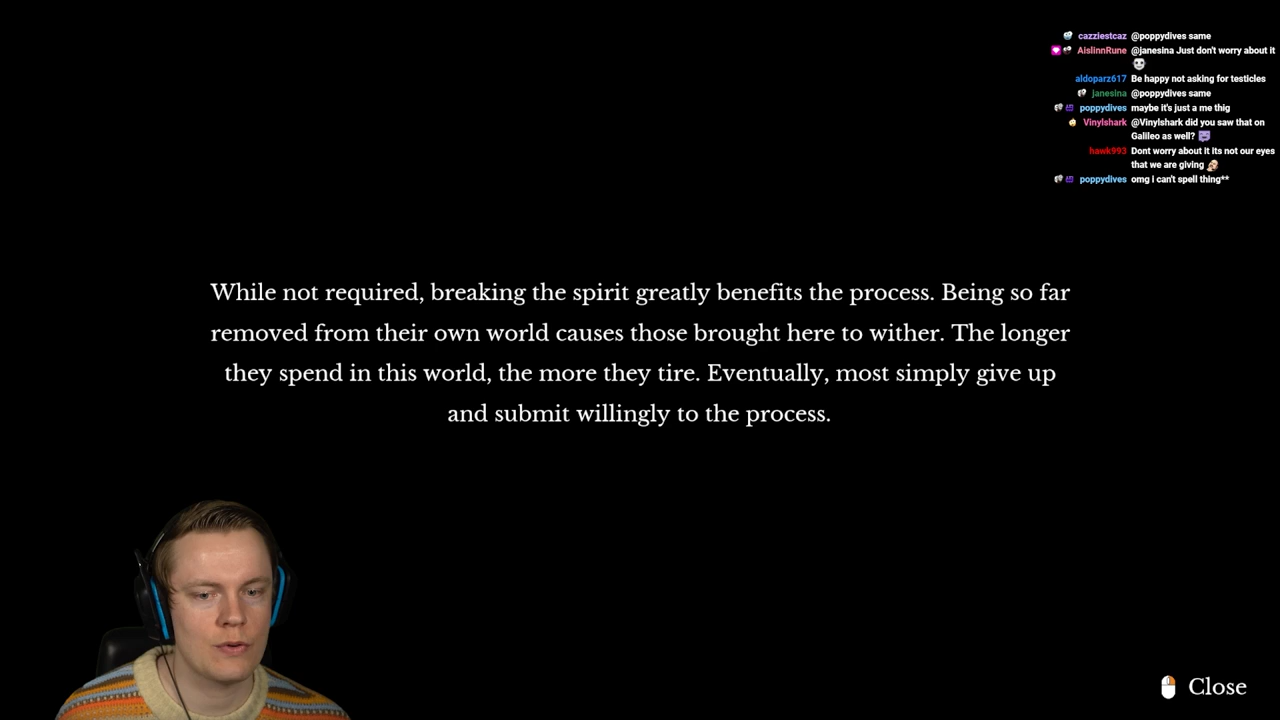 cazziestcaz @poppydives same
AislinnRune @janesina Just don't worry about it
aldoparz617 Be happy not asking for testicles
janesina @poppydives same
poppydives maybe it's just a me thig
Vinylshark @Vinylshark did you saw that on
Galileo as well?
hawk993 Dont worry about it its not our eyes
that we are giving
poppydives omg i can't spell thing**
While not required, breaking the spirit greatly benefits the process. Being so far
removed from their own world causes those brought here to wither. The longer
they spend in this world, the more they tire. Eventually, most simply give up
and submit willingly to the process.
Close